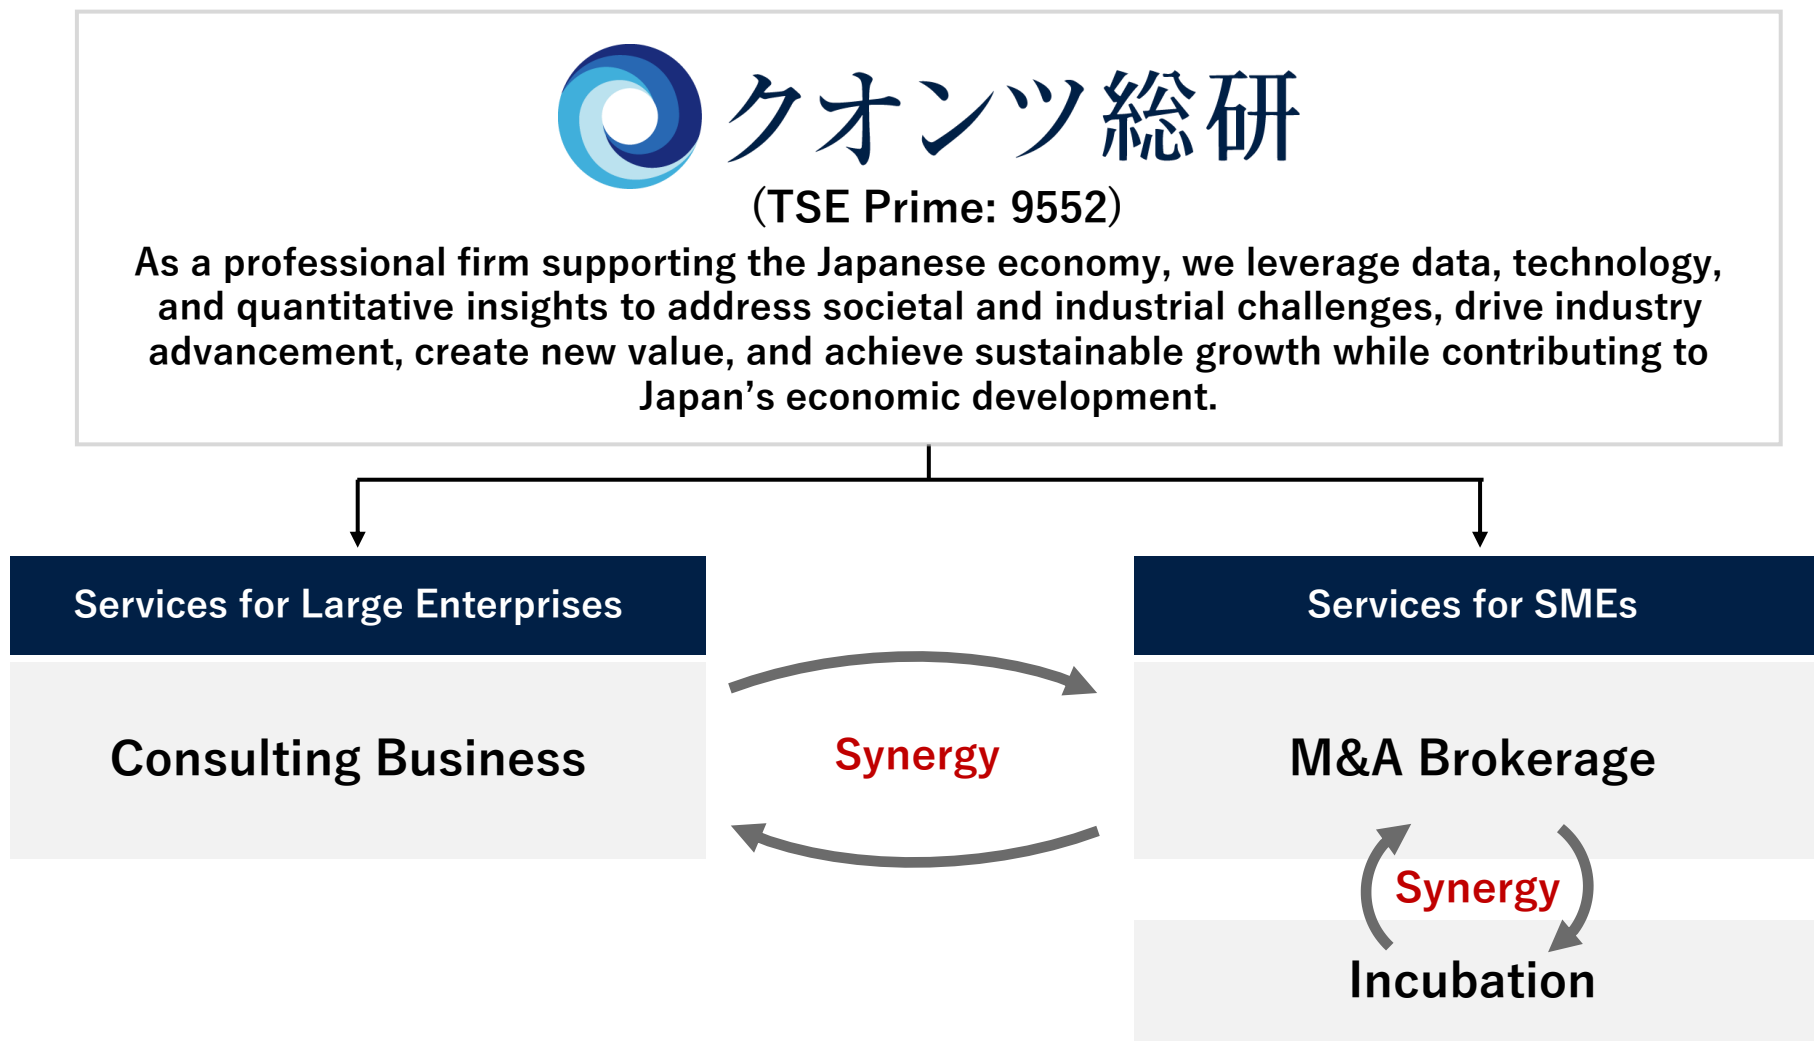 クオンツ総研
(TSE Prime: 9552)
As a professional firm supporting the Japanese economy, we leverage data, technology,
and quantitative insights to address societal and industrial challenges, drive industry
advancement, create new value, and achieve sustainable growth while contributing to
Japan’s economic development.
Services for Large Enterprises
Services for SMEs
Consulting Business
Synergy
M&A Brokerage
Synergy
Incubation